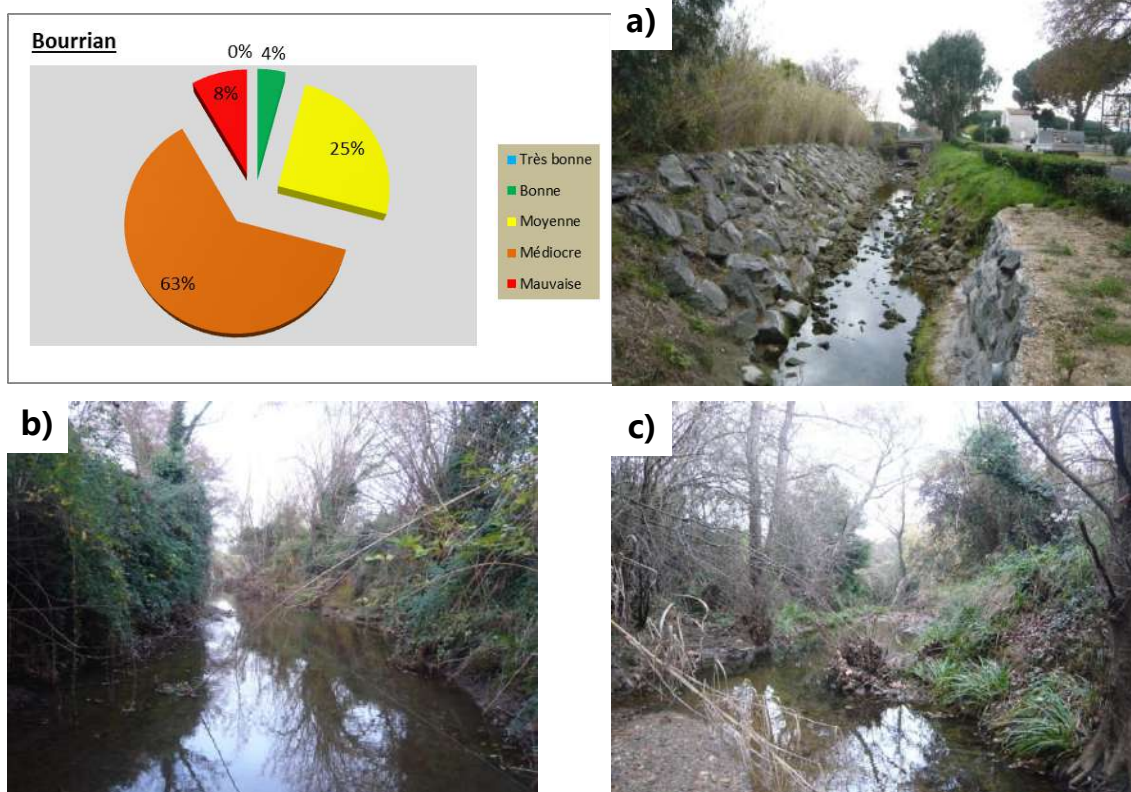 Bourrian
0% 4%
8%
25%
63%
Très bonne
Bonne
Moyenne
Médiocre
Mauvaise
a)
b)
c)